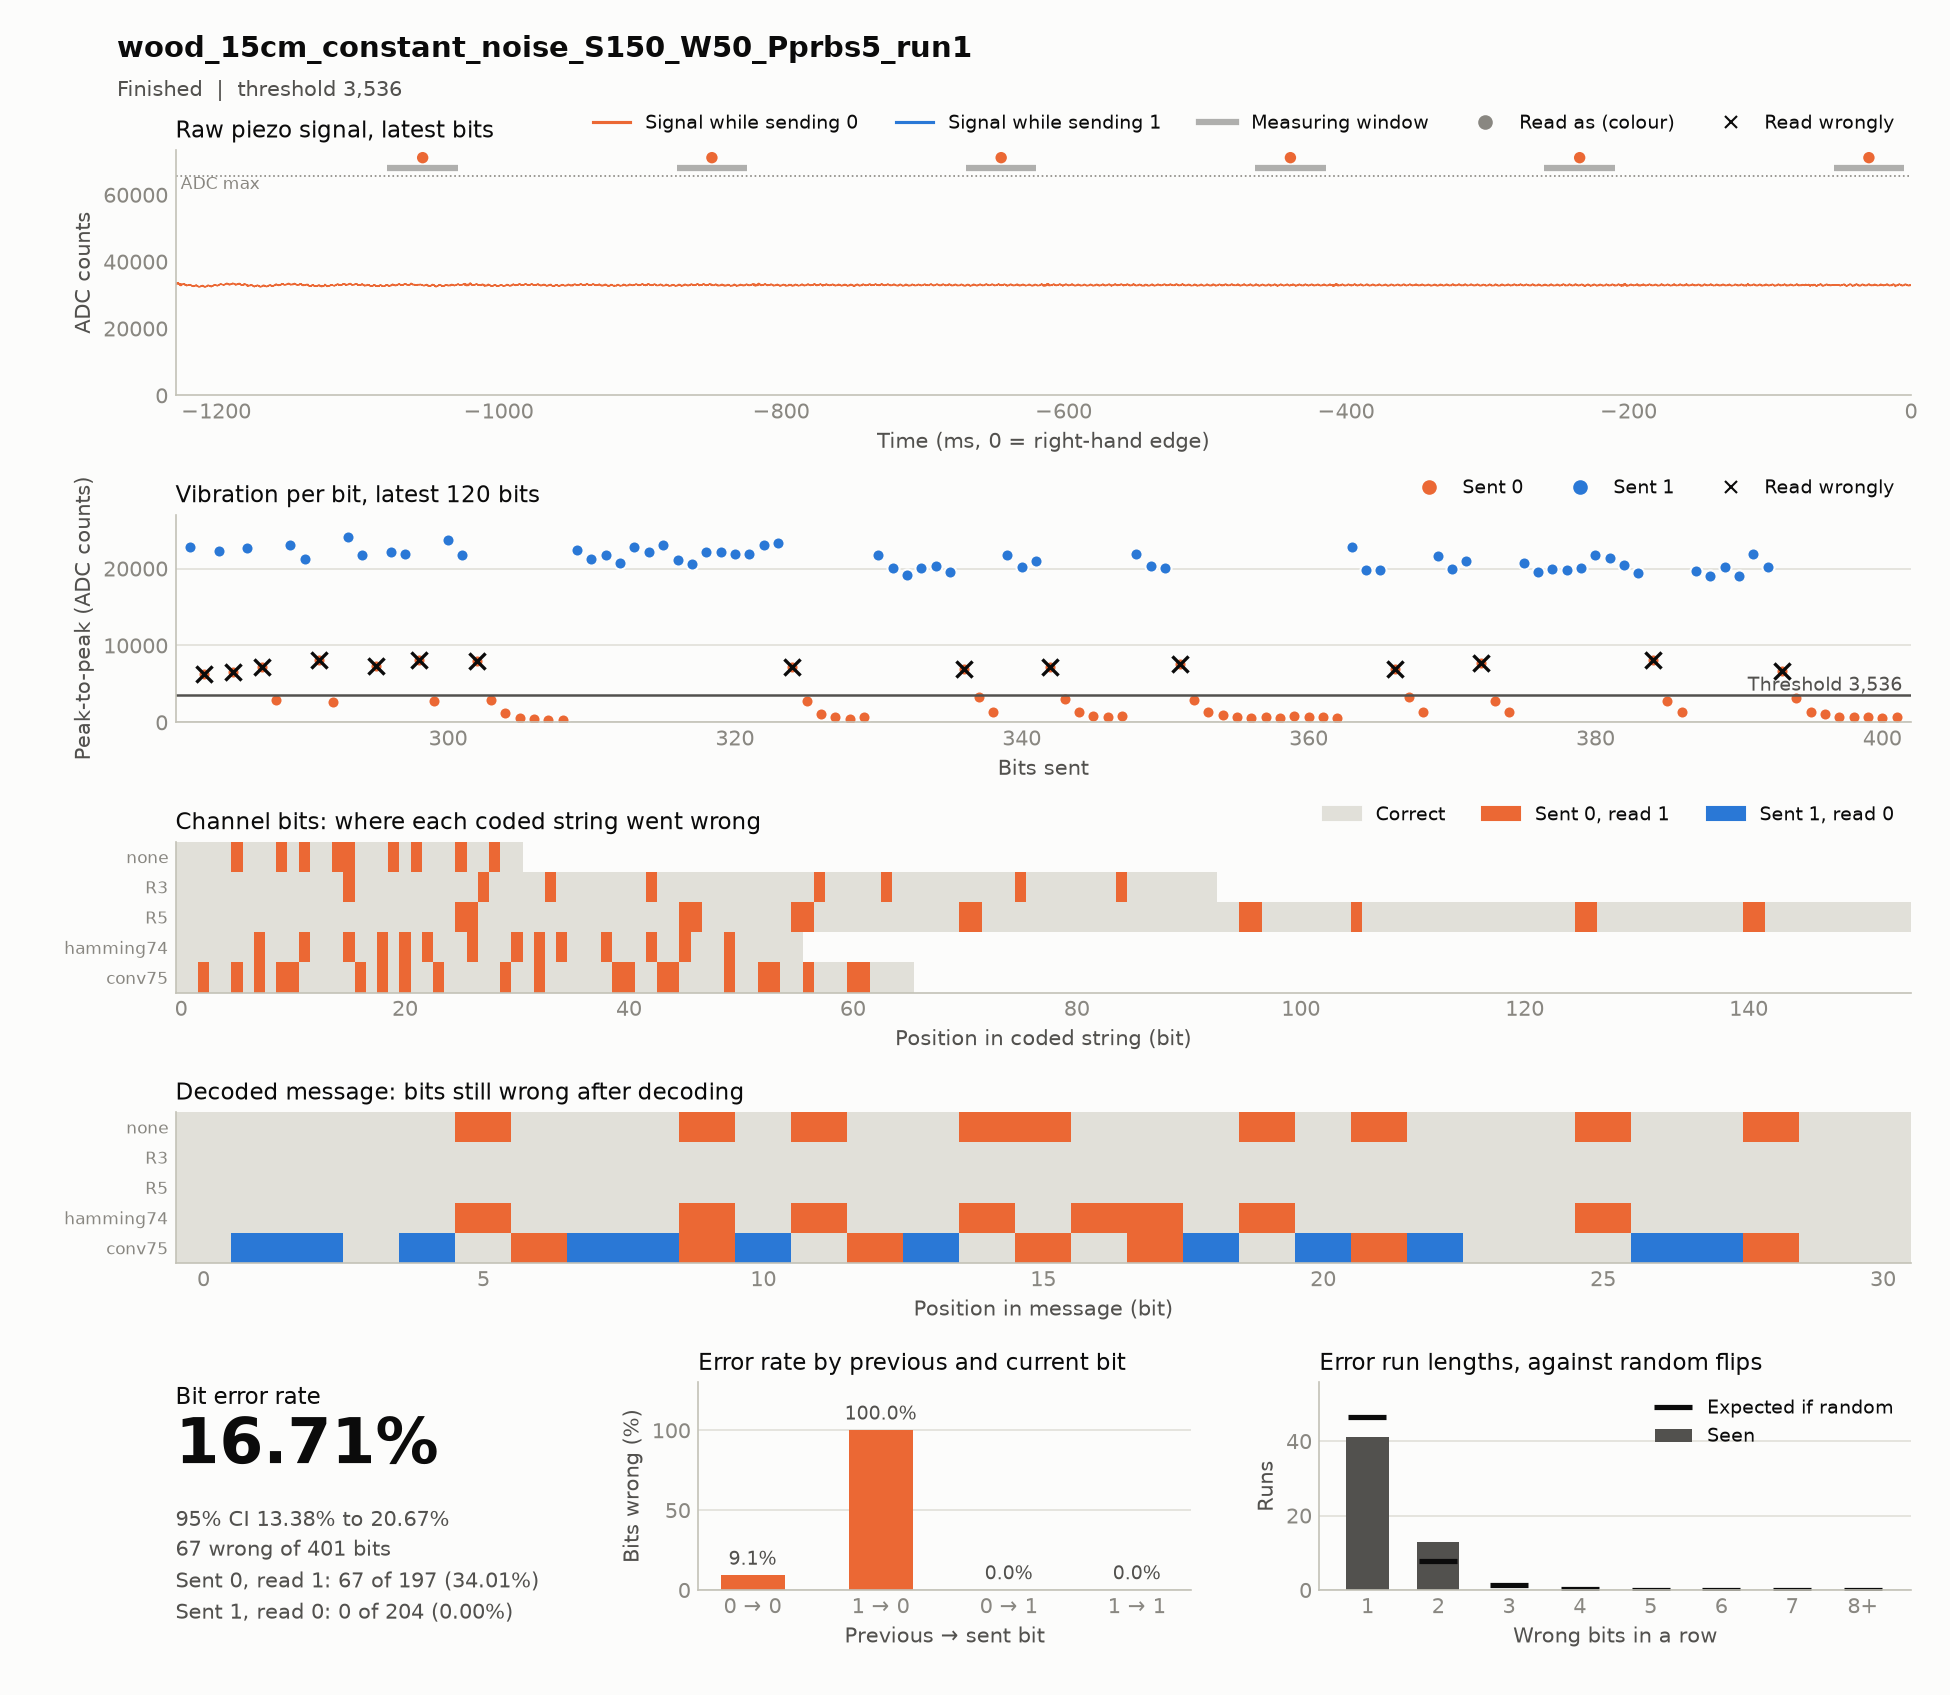 wood_15cm_constant_noise_S150_W50_Pprbs5_run1
Finished | threshold 3,536
Raw piezo signal, latest bits
Signal while sending 0 Signal while sending 1 Measuring window Read as (colour) Read wrongly
ADC max
60000
40000
20000
0
ADC counts
−1200 −1000 −800 −600 −400 −200 0
Time (ms, 0 = right-hand edge)
Vibration per bit, latest 120 bits
Sent 0 Sent 1 Read wrongly
20000
10000
0
Peak-to-peak (ADC counts)
Threshold 3,536
300 320 340 360 380 400
Bits sent
Channel bits: where each coded string went wrong
Correct Sent 0, read 1 Sent 1, read 0
none
R3
R5
hamming74
conv75
0 20 40 60 80 100 120 140
Position in coded string (bit)
Decoded message: bits still wrong after decoding
none
R3
R5
hamming74
conv75
0 5 10 15 20 25 30
Position in message (bit)
Bit error rate
16.71%
95% CI 13.38% to 20.67%
67 wrong of 401 bits
Sent 0, read 1: 67 of 197 (34.01%)
Sent 1, read 0: 0 of 204 (0.00%)
Error rate by previous and current bit
Bits wrong (%)
100
50
0
9.1% 100.0% 0.0% 0.0%
0 → 0 1 → 0 0 → 1 1 → 1
Previous → sent bit
Error run lengths, against random flips
Expected if random
Seen
Runs
40
20
0
1 2 3 4 5 6 7 8+
Wrong bits in a row